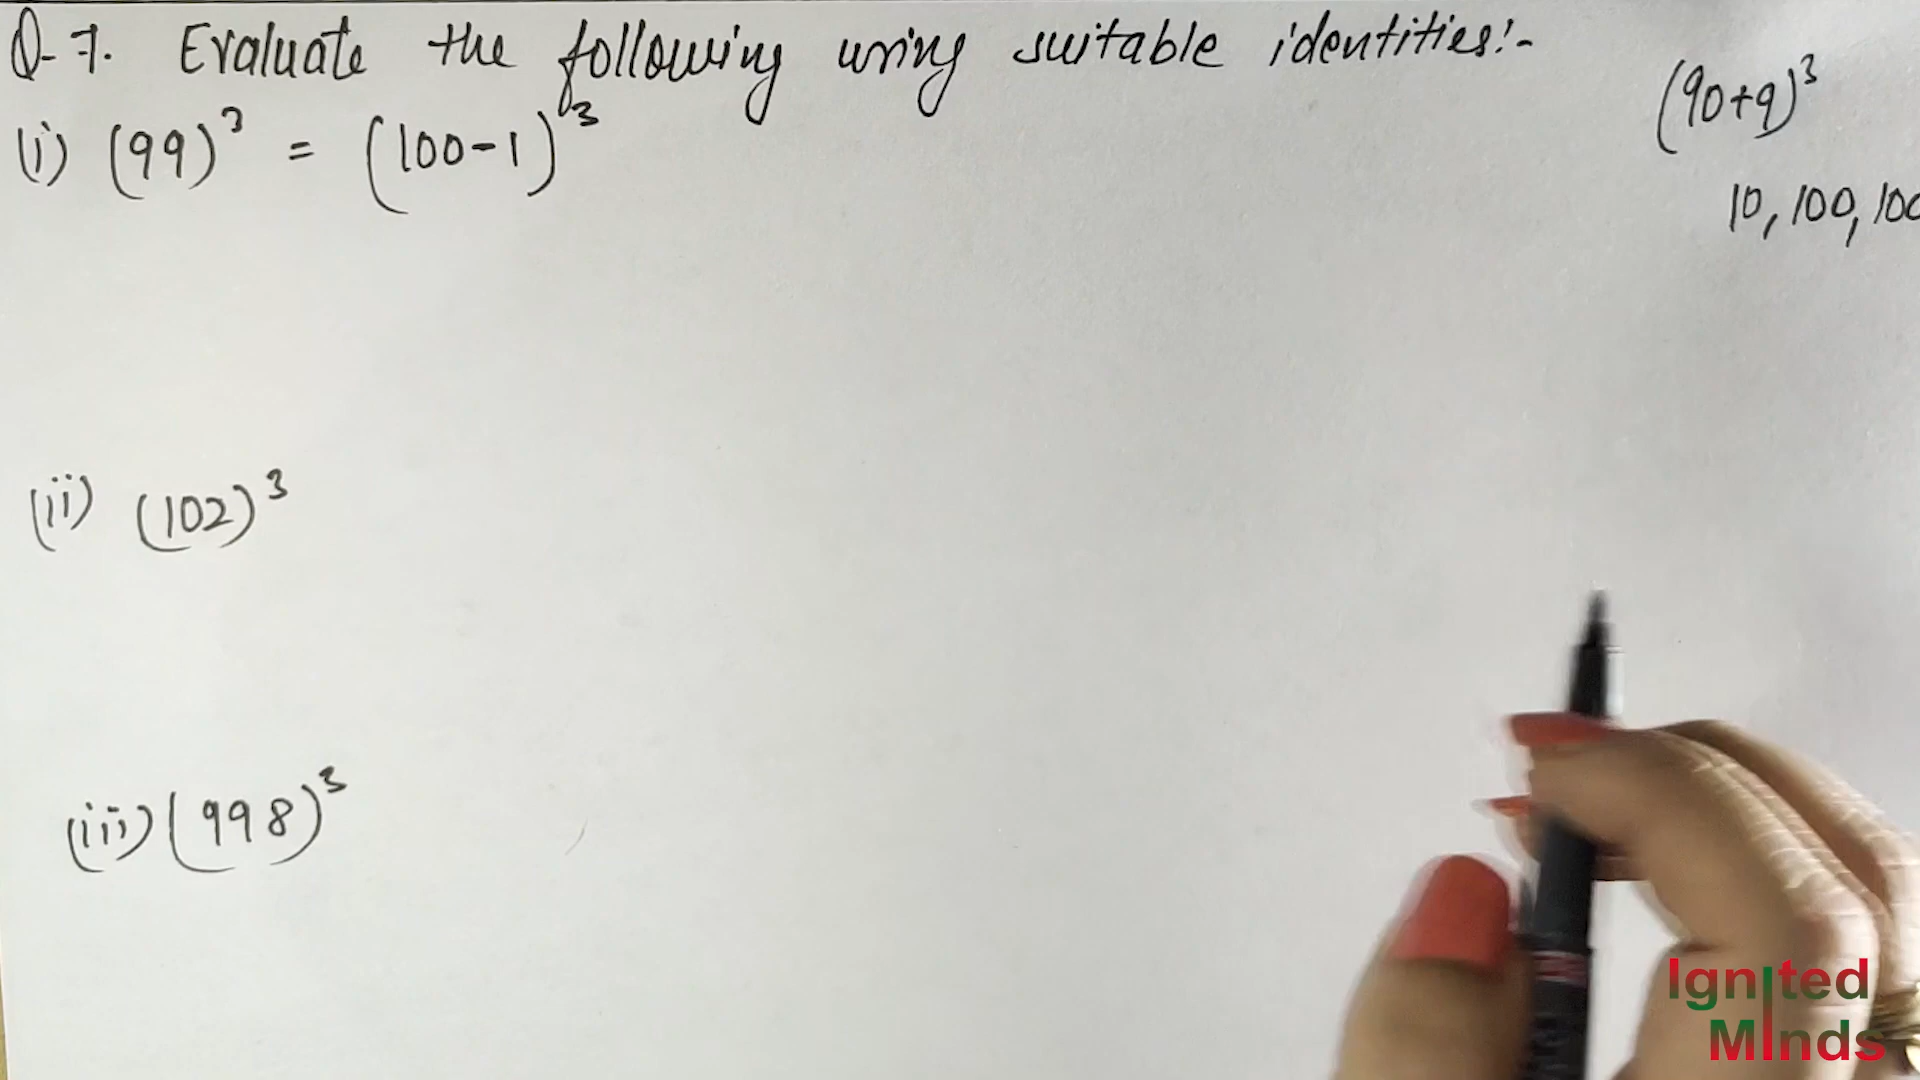 Q-7. Evaluate the following using suitable identities:-
(i) (99)³ = (100-1)³
(90+9)³
10, 100, 100
(ii) (102)³
(iii) (998)³
Ignited
Minds